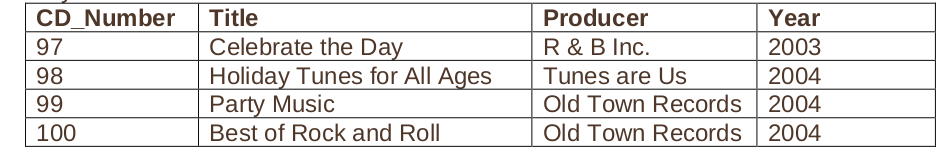 CD_Number Title Producer Year
97 Celebrate the Day R & B Inc. 2003
98 Holiday Tunes for All Ages Tunes are Us 2004
99 Party Music Old Town Records 2004
100 Best of Rock and Roll Old Town Records 2004